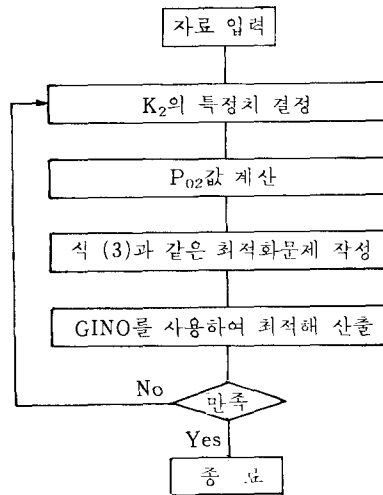 자료 입력
K₂의 특정치 결정
P₀₂값 계산
식 (3)과 같은 최적화문제 작성
GINO를 사용하여 최적해 산출
No
만족
Yes
종 료